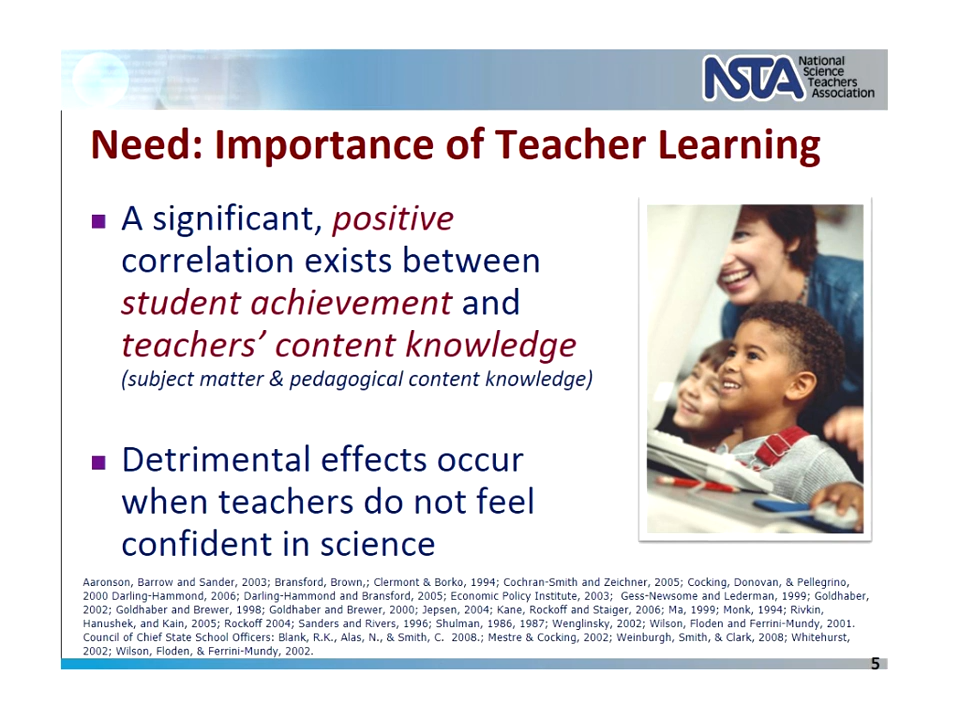 NSTA
National
Science
Teachers
Association
Need: Importance of Teacher Learning
A significant, positive
correlation exists between
student achievement and
teachers’ content knowledge
(subject matter & pedagogical content knowledge)
Detrimental effects occur
when teachers do not feel
confident in science
Aaronson, Barrow and Sander, 2003; Bransford, Brown,; Clermont & Borko, 1994; Cochran-Smith and Zeichner, 2005; Cocking, Donovan, & Pellegrino,
2000 Darling-Hammond, 2006; Darling-Hammond and Bransford, 2005; Economic Policy Institute, 2003;  Gess-Newsome and Lederman, 1999; Goldhaber,
2002; Goldhaber and Brewer, 1998; Goldhaber and Brewer, 2000; Jepsen, 2004; Kane, Rockoff and Staiger, 2006; Ma, 1999; Monk, 1994; Rivkin,
Hanushek, and Kain, 2005; Rockoff 2004; Sanders and Rivers, 1996; Shulman, 1986, 1987; Wenglinsky, 2002; Wilson, Floden and Ferrini-Mundy, 2001.
Council of Chief State School Officers: Blank, R.K., Alas, N., & Smith, C.  2008.; Mestre & Cocking, 2002; Weinburgh, Smith, & Clark, 2008; Whitehurst,
2002; Wilson, Floden, & Ferrini-Mundy, 2002.
5